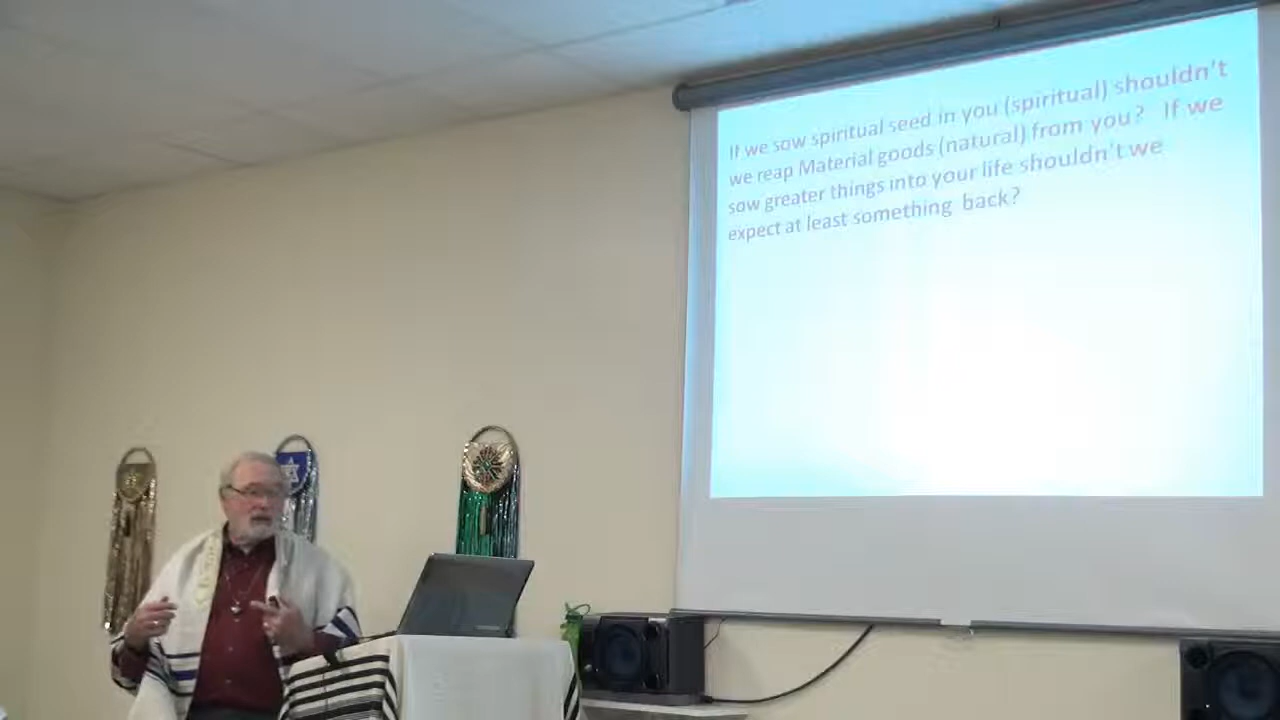 If we sow spiritual seed in you (spiritual) shouldn't
we reap Material goods (natural) from you? If we
sow greater things into your life shouldn't we
expect at least something back?